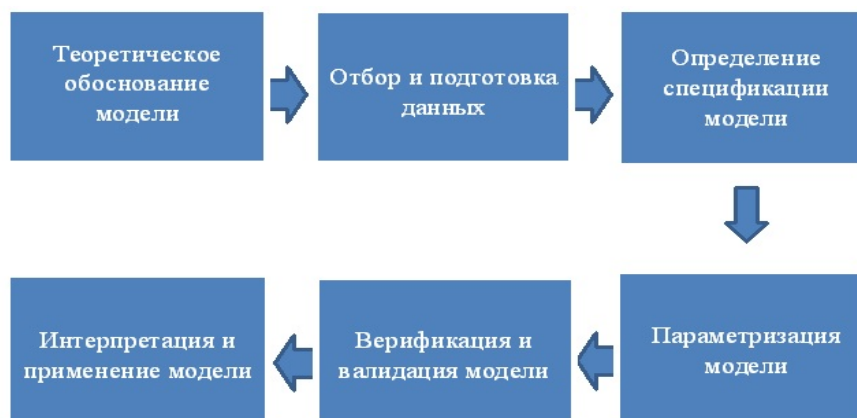 Теоретическое
обоснование
модели
Отбор и подготовка
данных
Определение
спецификации
модели
Параметризация
модели
Верификация и
валидация модели
Интерпретация и
применение модели